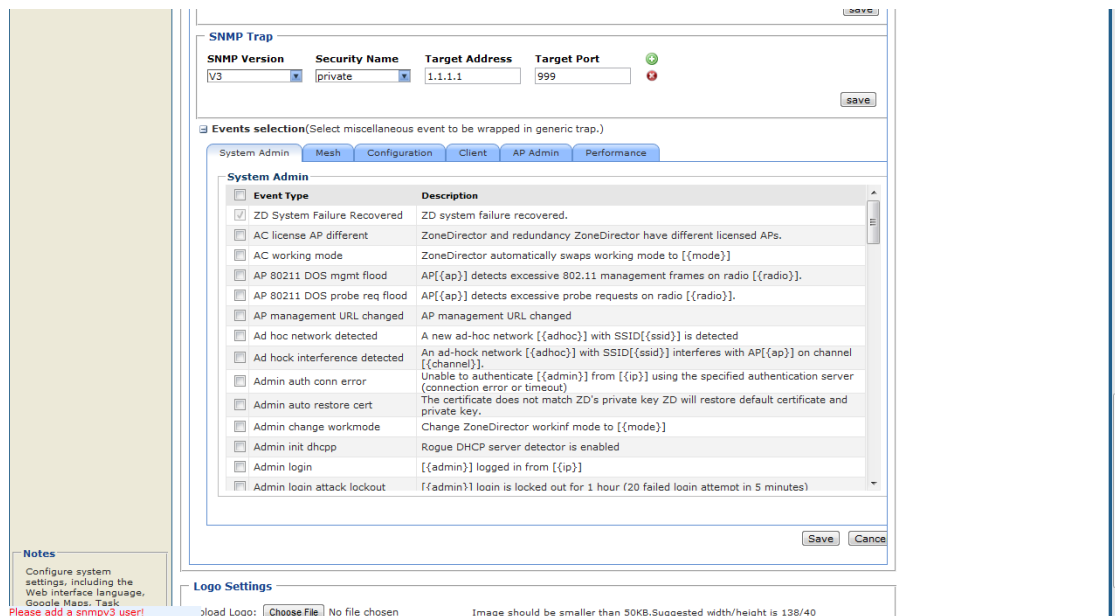 save
SNMP Trap
SNMP Version Security Name Target Address Target Port
V3 private 1.1.1.1 999
save
Events selection(Select miscellaneous event to be wrapped in generic trap.)
System Admin Mesh Configuration Client AP Admin Performance
System Admin
Event Type Description
ZD System Failure Recovered ZD system failure recovered.
AC license AP different ZoneDirector and redundancy ZoneDirector have different licensed APs.
AC working mode ZoneDirector automatically swaps working mode to [{mode}]
AP 80211 DOS mgmt flood AP[{ap}] detects excessive 802.11 management frames on radio [{radio}].
AP 80211 DOS probe req flood AP[{ap}] detects excessive probe requests on radio [{radio}].
AP management URL changed AP management URL changed
Ad hoc network detected A new ad-hoc network [{adhoc}] with SSID[{ssid}] is detected
Ad hock interference detected An ad-hock network [{adhoc}] with SSID[{ssid}] interferes with AP[{ap}] on channel
[{channel}].
Admin auth conn error Unable to authenticate [{admin}] from [{ip}] using the specified authentication server
(connection error or timeout)
Admin auto restore cert The certificate does not match ZD's private key ZD will restore default certificate and
private key.
Admin change workmode Change ZoneDirector workinf mode to [{mode}]
Admin init dhcpp Rogue DHCP server detector is enabled
Admin login [{admin}] logged in from [{ip}]
Admin login attack lockout [{admin}] login is locked out for 1 hour (20 failed login attempt in 5 minutes)
Save Cance
Notes
Configure system
settings, including the
Web interface language,
Google Maps, Task
Please add a snmpv3 user!
Logo Settings
pload Logo: Choose File No file chosen Image should be smaller than 50KB.Suggested width/height is 138/40